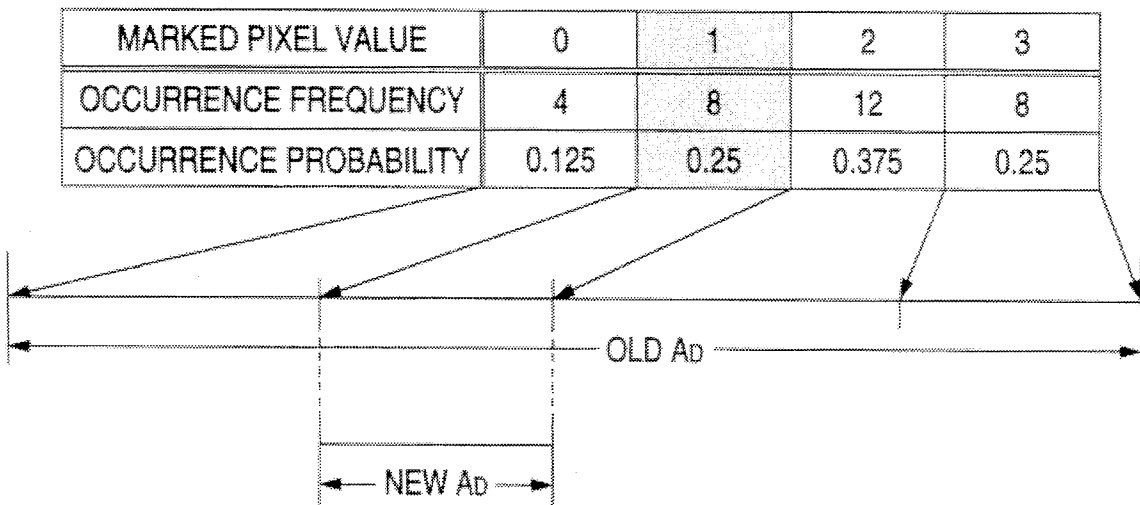 MARKED PIXEL VALUE 0 1 2 3
OCCURRENCE FREQUENCY 4 8 12 8
OCCURRENCE PROBABILITY 0.125 0.25 0.375 0.25
OLD AD
NEW AD